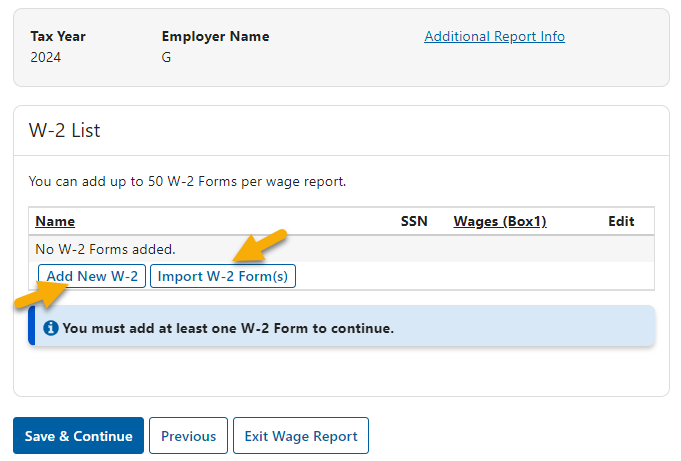 Tax Year Employer Name Additional Report Info
2024 G
W-2 List
You can add up to 50 W-2 Forms per wage report.
Name SSN Wages (Box1) Edit
No W-2 Forms added.
Add New W-2 Import W-2 Form(s)
You must add at least one W-2 Form to continue.
Save & Continue Previous Exit Wage Report